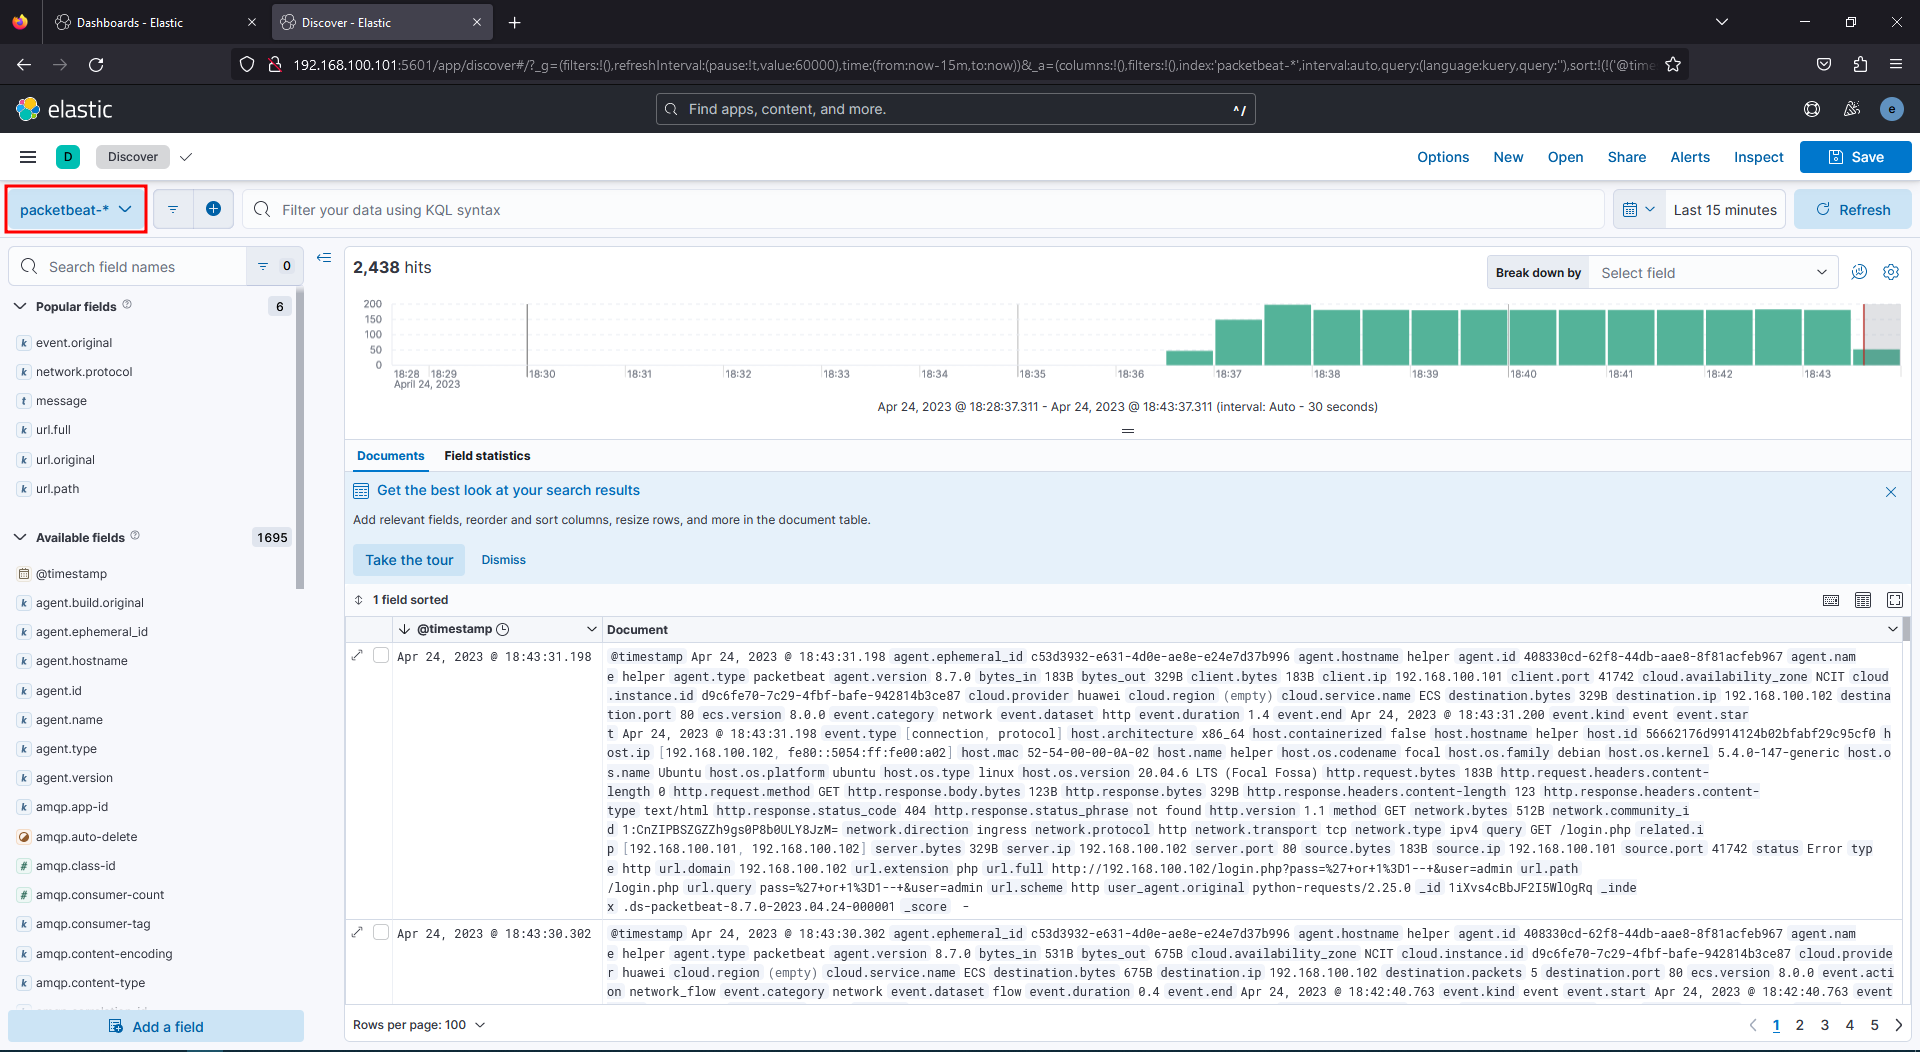 Dashboards - Elastic
Discover - Elastic
192.168.100.101:5601/app/discover#/?_g=(filters:!(),refreshInterval:(pause:!t,value:60000),time:(from:now-15m,to:now))&_a=(columns:!(),filters:!(),index:'packetbeat-*',interval:auto,query:(language:kuery,query:''),sort:!(!('@time
elastic
Find apps, content, and more.
^/
e
D
Discover
Options
New
Open
Share
Alerts
Inspect
Save
packetbeat-*
Filter your data using KQL syntax
Last 15 minutes
Refresh
Search field names
0
Popular fields
6
k event.original
k network.protocol
t message
k url.full
k url.original
k url.path
Available fields
1695
@timestamp
k agent.build.original
k agent.ephemeral_id
k agent.hostname
k agent.id
k agent.name
k agent.type
k agent.version
k amqp.app-id
amqp.auto-delete
# amqp.class-id
# amqp.consumer-count
k amqp.consumer-tag
k amqp.content-encoding
k amqp.content-type
Add a field
2,438 hits
Break down by
Select field
200
150
100
50
0
18:28 18:29 18:30 18:31 18:32 18:33 18:34 18:35 18:36 18:37 18:38 18:39 18:40 18:41 18:42 18:43
April 24, 2023
Apr 24, 2023 @ 18:28:37.311 - Apr 24, 2023 @ 18:43:37.311 (interval: Auto - 30 seconds)
Documents
Field statistics
Get the best look at your search results
Add relevant fields, reorder and sort columns, resize rows, and more in the document table.
Take the tour
Dismiss
1 field sorted
@timestamp
Document
Apr 24, 2023 @ 18:43:31.198
@timestamp Apr 24, 2023 @ 18:43:31.198 agent.ephemeral_id c53d3932-e631-4d0e-ae8e-e24e7d37b996 agent.hostname helper agent.id 408330cd-62f8-44db-aae8-8f81acfeb967 agent.nam
e helper agent.type packetbeat agent.version 8.7.0 bytes_in 183B bytes_out 329B client.bytes 183B client.ip 192.168.100.101 client.port 41742 cloud.availability_zone NCIT cloud
.instance.id d9c6fe70-7c29-4fbf-bafe-942814b3ce87 cloud.provider huawei cloud.region (empty) cloud.service.name ECS destination.bytes 329B destination.ip 192.168.100.102 destina
tion.port 80 ecs.version 8.0.0 event.category network event.dataset http event.duration 1.4 event.end Apr 24, 2023 @ 18:43:31.200 event.kind event event.star
t Apr 24, 2023 @ 18:43:31.198 event.type [connection, protocol] host.architecture x86_64 host.containerized false host.hostname helper host.id 56662176d9914124b02bfabf29c95cf0 h
ost.ip [192.168.100.102, fe80::5054:ff:fe00:a02] host.mac 52-54-00-00-0A-02 host.name helper host.os.codename focal host.os.family debian host.os.kernel 5.4.0-147-generic host.o
s.name Ubuntu host.os.platform ubuntu host.os.type linux host.os.version 20.04.6 LTS (Focal Fossa) http.request.bytes 183B http.request.headers.content-
length 0 http.request.method GET http.response.body.bytes 123B http.response.bytes 329B http.response.headers.content-length 123 http.response.headers.content-
type text/html http.response.status_code 404 http.response.status_phrase not found http.version 1.1 method GET network.bytes 512B network.community_i
d 1:CnZIPBSZGZZh9gs0P8b0ULY8JzM= network.direction ingress network.protocol http network.transport tcp network.type ipv4 query GET /login.php related.i
p [192.168.100.101, 192.168.100.102] server.bytes 329B server.ip 192.168.100.102 server.port 80 source.bytes 183B source.ip 192.168.100.101 source.port 41742 status Error typ
e http url.domain 192.168.100.102 url.extension php url.full http://192.168.100.102/login.php?pass=%27+or+1%3D1--+&user=admin url.path
/login.php url.query pass=%27+or+1%3D1--+&user=admin url.scheme http user_agent.original python-requests/2.25.0 _id 1iXvs4cBbJF2I5WlOgRq _inde
x .ds-packetbeat-8.7.0-2023.04.24-000001 _score -
Apr 24, 2023 @ 18:43:30.302
@timestamp Apr 24, 2023 @ 18:43:30.302 agent.ephemeral_id c53d3932-e631-4d0e-ae8e-e24e7d37b996 agent.hostname helper agent.id 408330cd-62f8-44db-aae8-8f81acfeb967 agent.nam
e helper agent.type packetbeat agent.version 8.7.0 bytes_in 531B bytes_out 675B cloud.availability_zone NCIT cloud.instance.id d9c6fe70-7c29-4fbf-bafe-942814b3ce87 cloud.provide
r huawei cloud.region (empty) cloud.service.name ECS destination.bytes 675B destination.ip 192.168.100.102 destination.packets 5 destination.port 80 ecs.version 8.0.0 event.acti
on network_flow event.category network event.dataset flow event.duration 0.4 event.end Apr 24, 2023 @ 18:42:40.763 event.kind event event.start Apr 24, 2023 @ 18:42:40.763 event
Rows per page: 100
1 2 3 4 5